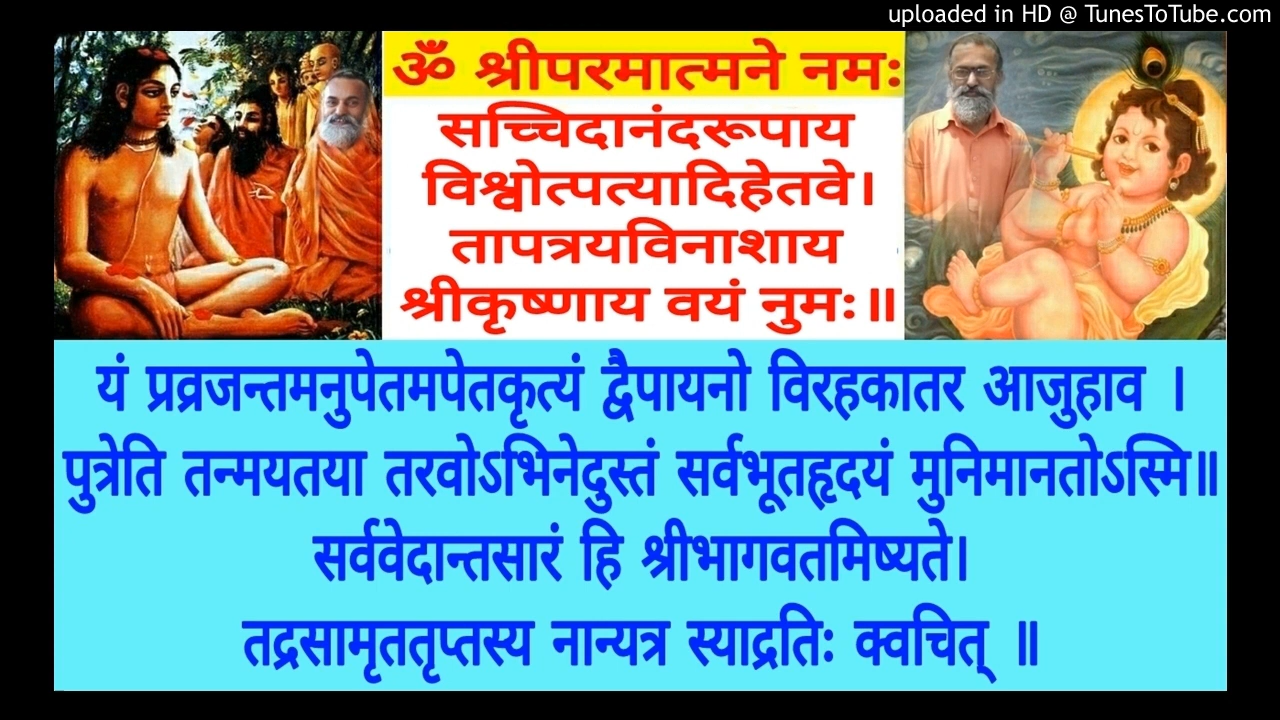 uploaded in HD @ TunesToTube.com
ॐ श्रीपरमात्मने नमः
सच्चिदानंदरूपाय
विश्वोत्पत्यादिहेतवे।
तापत्रयविनाशाय
श्रीकृष्णाय वयं नुमः॥
यं प्रव्रजन्तमनुपेतमपेतकृत्यं द्वैपायनो विरहकातर आजुहाव ।
पुत्रेति तन्मयतया तरवोऽभिनेदुस्तं सर्वभूतहृदयं मुनिमानतोऽस्मि॥
सर्ववेदान्तसारं हि श्रीभागवतमिष्यते।
तद्रसामृततृप्तस्य नान्यत्र स्याद्रतिः क्वचित् ॥